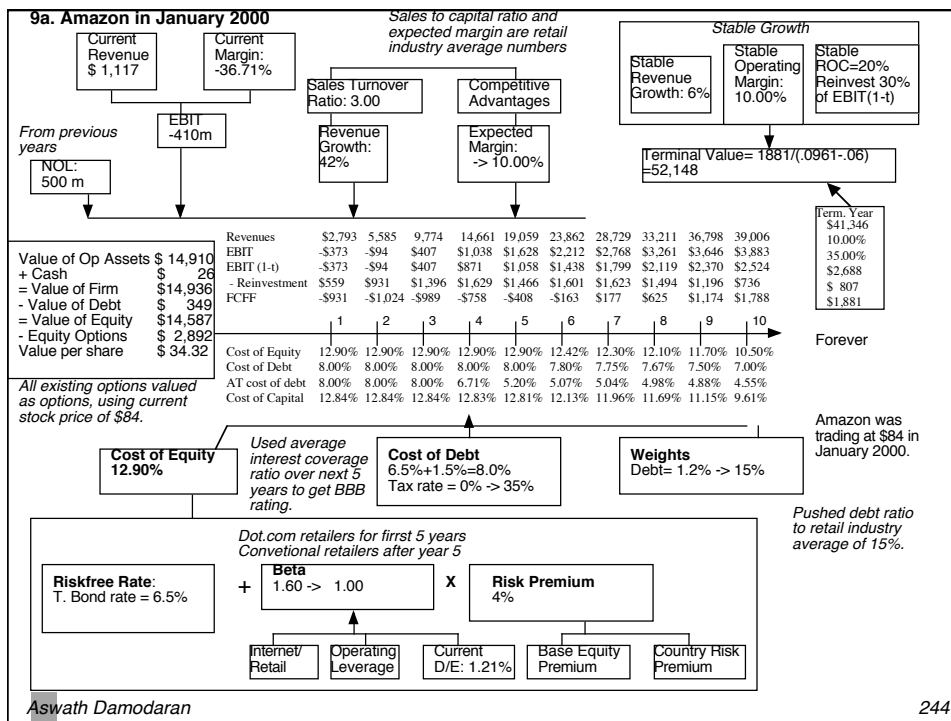 9a. Amazon in January 2000
Sales to capital ratio and
expected margin are retail
industry average numbers
Current
Revenue
$ 1,117
Current
Margin:
-36.71%
Stable Growth
Stable
Revenue
Growth: 6%
Stable
Operating
Margin:
10.00%
Stable
ROC=20%
Reinvest 30%
of EBIT(1-t)
Sales Turnover
Ratio: 3.00
Competitive
Advantages
EBIT
-410m
From previous
years
NOL:
500 m
Revenue
Growth:
42%
Expected
Margin:
-> 10.00%
Terminal Value= 1881/(.0961-.06)
=52,148
Term. Year
$41,346
10.00%
35.00%
$2,688
$ 807
$1,881
Revenues $2,793 5,585 9,774 14,661 19,059 23,862 28,729 33,211 36,798 39,006
EBIT -$373 -$94 $407 $1,038 $1,628 $2,212 $2,768 $3,261 $3,646 $3,883
EBIT (1-t) -$373 -$94 $407 $871 $1,058 $1,438 $1,799 $2,119 $2,370 $2,524
- Reinvestment $559 $931 $1,396 $1,629 $1,466 $1,601 $1,623 $1,494 $1,196 $736
FCFF -$931 -$1,024 -$989 -$758 -$408 -$163 $177 $625 $1,174 $1,788
Value of Op Assets $ 14,910
+ Cash $ 26
= Value of Firm $14,936
- Value of Debt $ 349
= Value of Equity $14,587
- Equity Options $ 2,892
Value per share $ 34.32
1 2 3 4 5 6 7 8 9 10
Forever
Cost of Equity 12.90% 12.90% 12.90% 12.90% 12.90% 12.42% 12.30% 12.10% 11.70% 10.50%
Cost of Debt 8.00% 8.00% 8.00% 8.00% 8.00% 7.80% 7.75% 7.67% 7.50% 7.00%
AT cost of debt 8.00% 8.00% 8.00% 6.71% 5.20% 5.07% 5.04% 4.98% 4.88% 4.55%
Cost of Capital 12.84% 12.84% 12.84% 12.83% 12.81% 12.13% 11.96% 11.69% 11.15% 9.61%
All existing options valued
as options, using current
stock price of $84.
Amazon was
trading at $84 in
January 2000.
Cost of Equity
12.90%
Used average
interest coverage
ratio over next 5
years to get BBB
rating.
Cost of Debt
6.5%+1.5%=8.0%
Tax rate = 0% -> 35%
Weights
Debt= 1.2% -> 15%
Pushed debt ratio
to retail industry
average of 15%.
Dot.com retailers for firrst 5 years
Convetional retailers after year 5
Riskfree Rate:
T. Bond rate = 6.5%
+
Beta
1.60 -> 1.00
X
Risk Premium
4%
Internet/
Retail
Operating
Leverage
Current
D/E: 1.21%
Base Equity
Premium
Country Risk
Premium
Aswath Damodaran
244